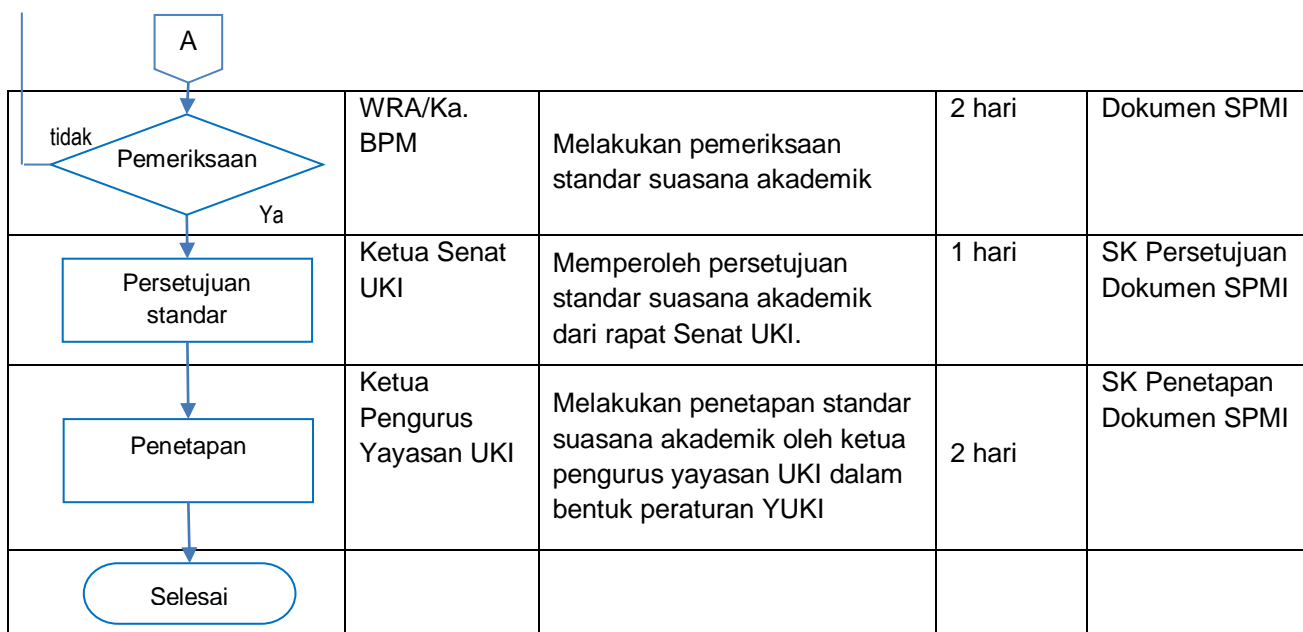 A
tidak
Pemeriksaan
Ya
WRA/Ka.
BPM
Melakukan pemeriksaan
standar suasana akademik
2 hari
Dokumen SPMI
Persetujuan
standar
Ketua Senat
UKI
Memperoleh persetujuan
standar suasana akademik
dari rapat Senat UKI.
1 hari
SK Persetujuan
Dokumen SPMI
Penetapan
Ketua
Pengurus
Yayasan UKI
Melakukan penetapan standar
suasana akademik oleh ketua
pengurus yayasan UKI dalam
bentuk peraturan YUKI
2 hari
SK Penetapan
Dokumen SPMI
Selesai